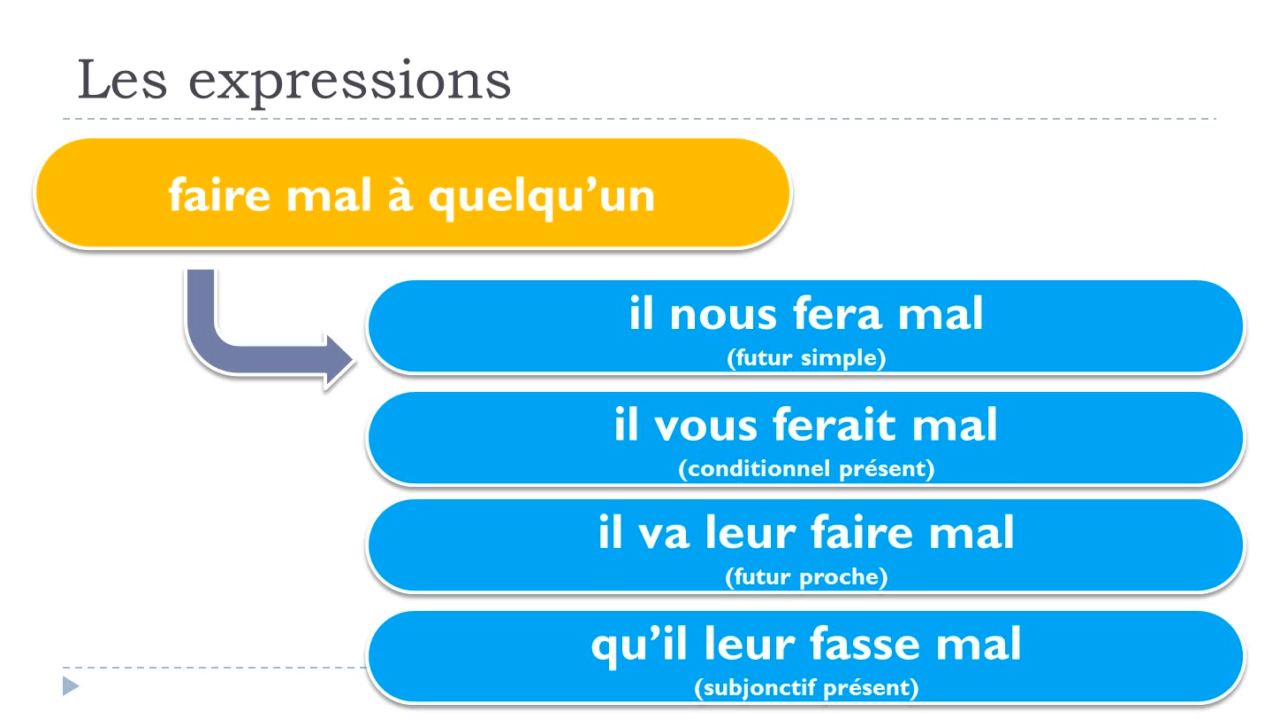 Les expressions
faire mal à quelqu’un
il nous fera mal
(futur simple)
il vous ferait mal
(conditionnel présent)
il va leur faire mal
(futur proche)
qu’il leur fasse mal
(subjonctif présent)